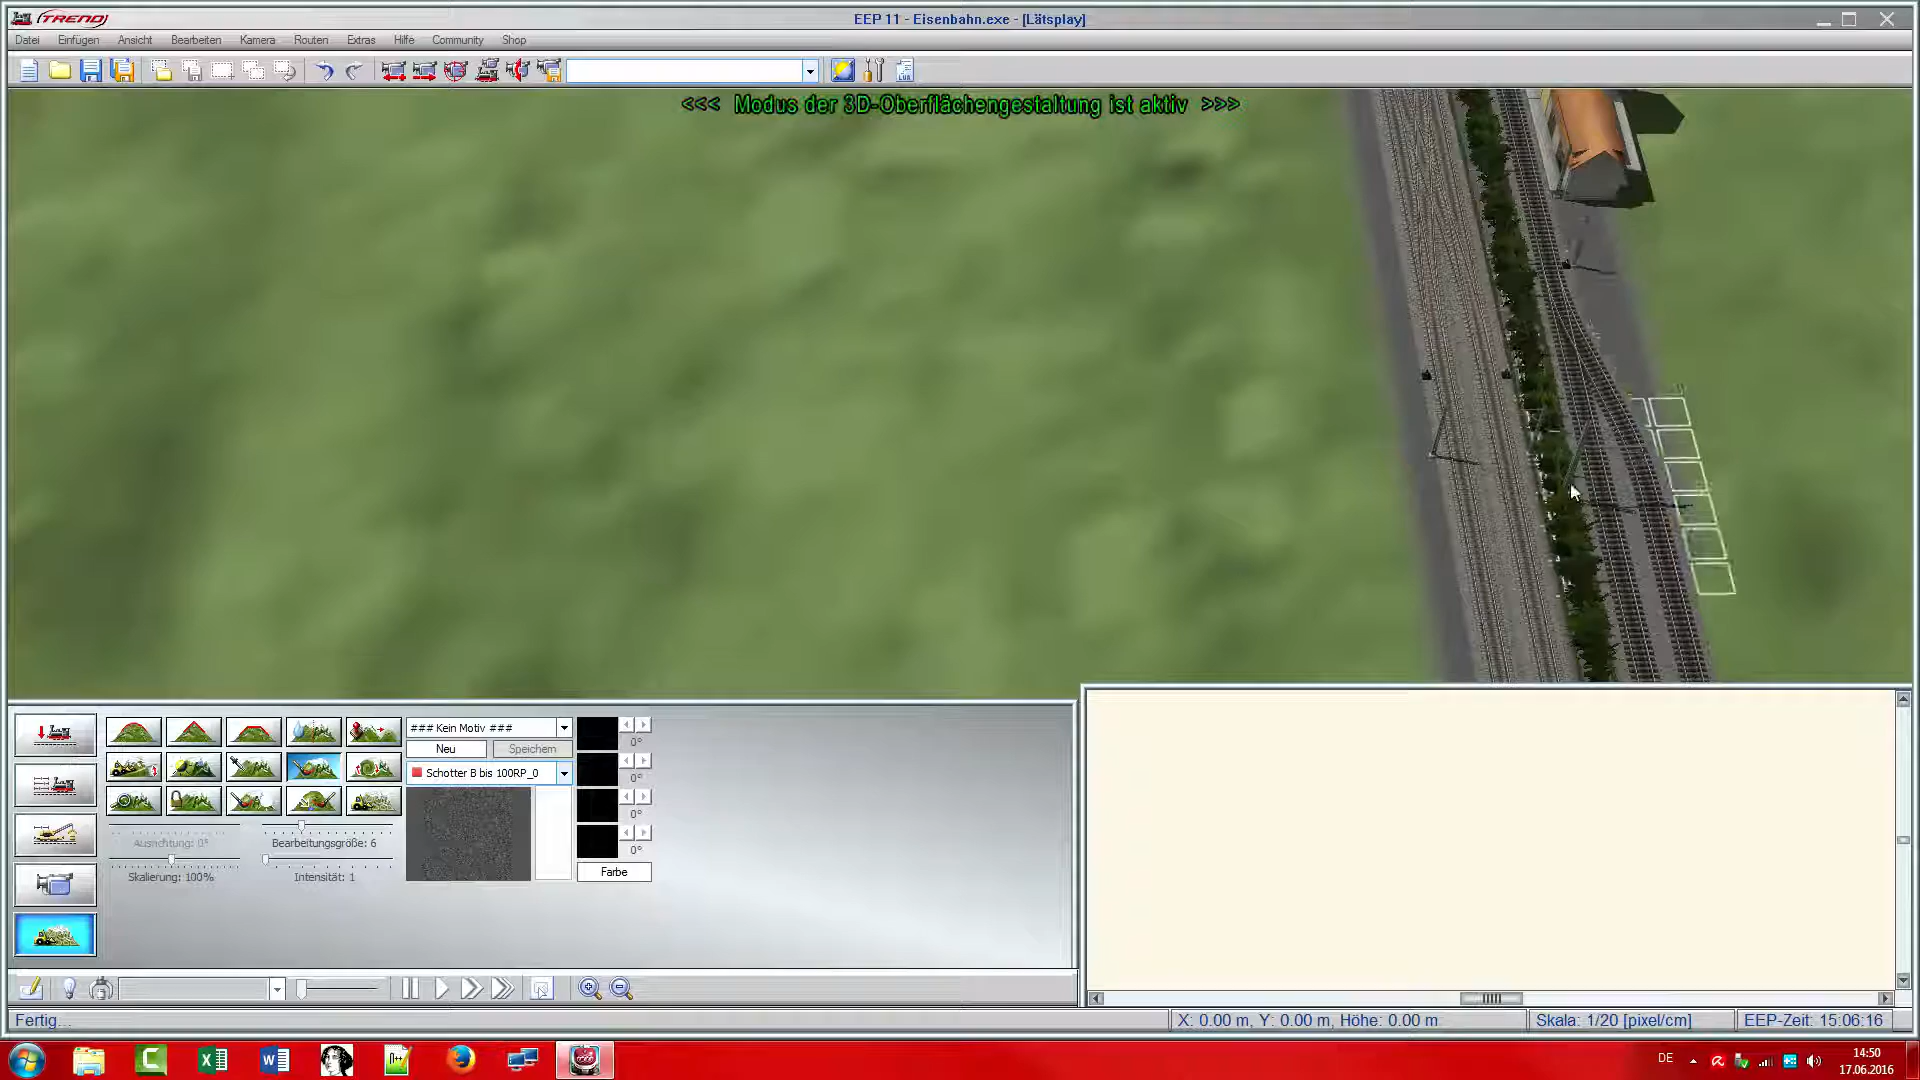 TREND
EEP 11 - Eisenbahn.exe - [Lätsplay]
Datei Einfügen Ansicht Bearbeiten Kamera Routen Extras Hilfe Community Shop
LUA
<<< Modus der 3D-Oberflächengestaltung ist aktiv >>>
### Kein Motiv ###
Neu Speichern
0°
Schotter B bis 100RP_0
0°
0°
Ausrichtung: 0° Bearbeitungsgröße: 6
0°
Skalierung: 100% Intensität: 1
Farbe
Fertig...
X: 0.00 m, Y: 0.00 m, Höhe: 0.00 m
Skala: 1/20 [pixel/cm]
EEP-Zeit: 15:06:16
DE
14:50
17.06.2016